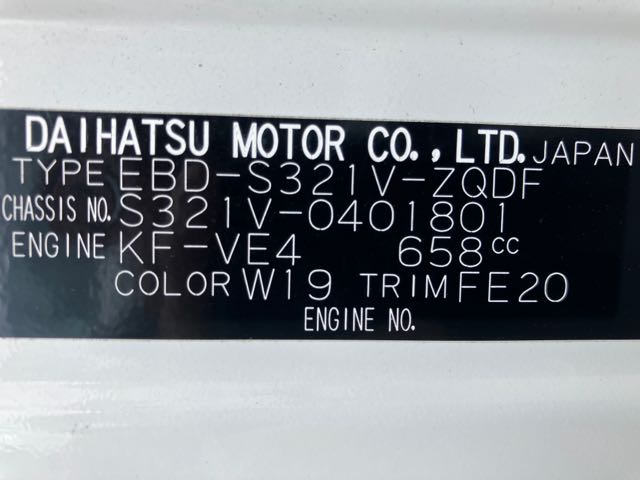 DAIHATSU MOTOR CO., LTD. JAPAN
TYPE EBD-S321V-ZQDF
CHASSIS NO. S321V-0401801
ENGINE KF-VE4 658cc
COLOR W19 TRIM FE20
ENGINE NO.